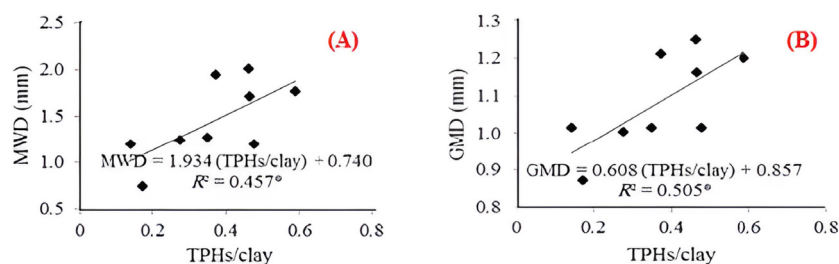 (A)
MWD (mm)
2.5
2.0
1.5
1.0
0.5
MWD = 1.934 (TPHs/clay) + 0.740
R² = 0.457*
0 0.2 0.4 0.6 0.8
TPHs/clay
(B)
GMD (mm)
1.3
1.2
1.1
1.0
0.9
0.8
GMD = 0.608 (TPHs/clay) + 0.857
R² = 0.505*
0 0.2 0.4 0.6 0.8
TPHs/clay